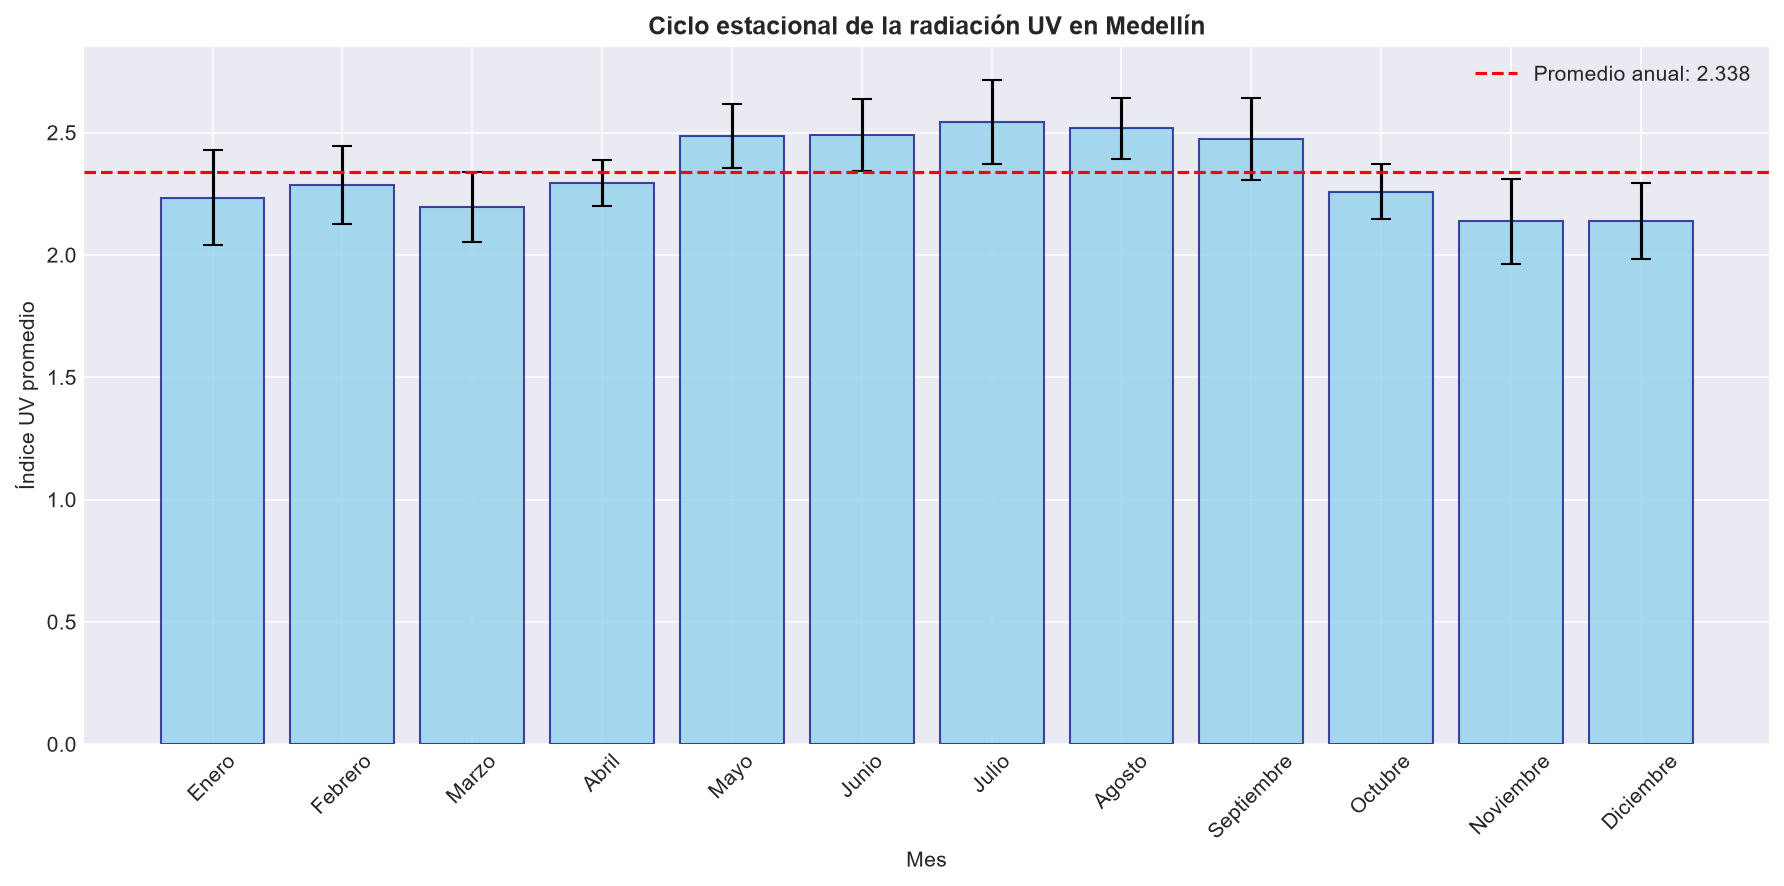 Ciclo estacional de la radiación UV en Medellín
Promedio anual: 2.338
Índice UV promedio
2.5
2.0
1.5
1.0
0.5
0.0
Enero
Febrero
Marzo
Abril
Mayo
Junio
Julio
Agosto
Septiembre
Octubre
Noviembre
Diciembre
Mes